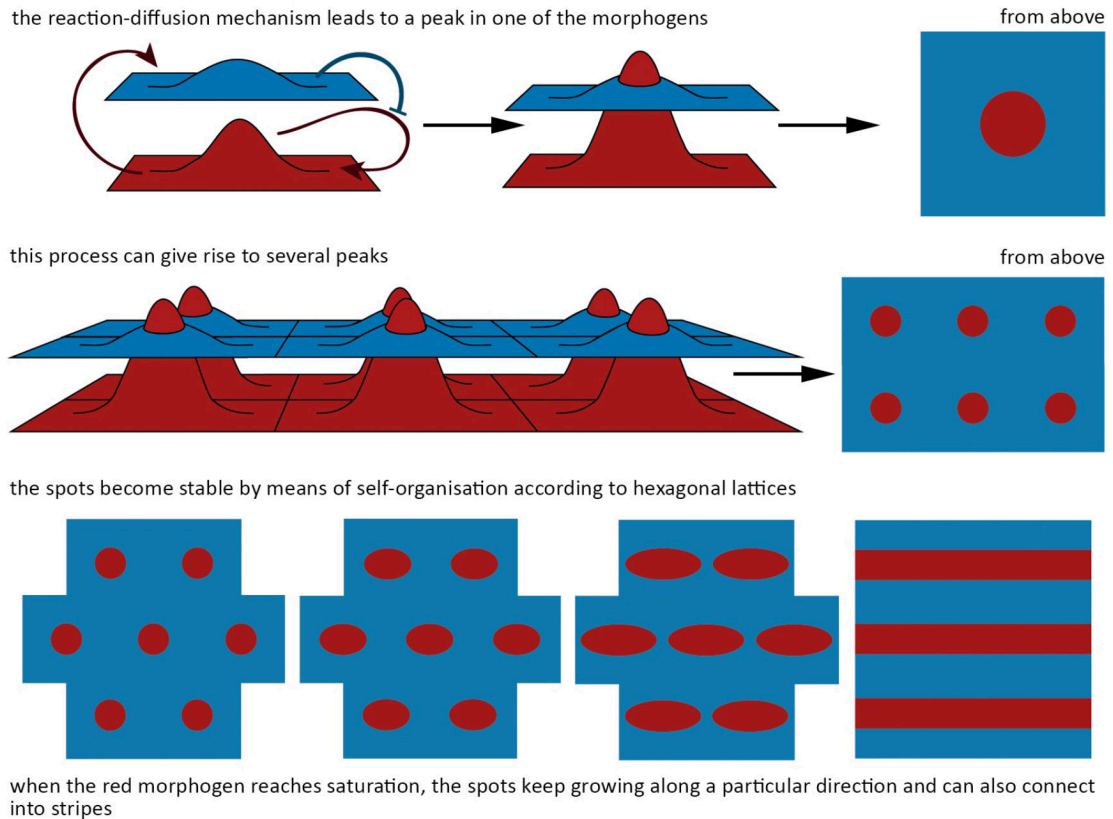 the reaction-diffusion mechanism leads to a peak in one of the morphogens
from above
this process can give rise to several peaks
from above
the spots become stable by means of self-organisation according to hexagonal lattices
when the red morphogen reaches saturation, the spots keep growing along a particular direction and can also connect
into stripes